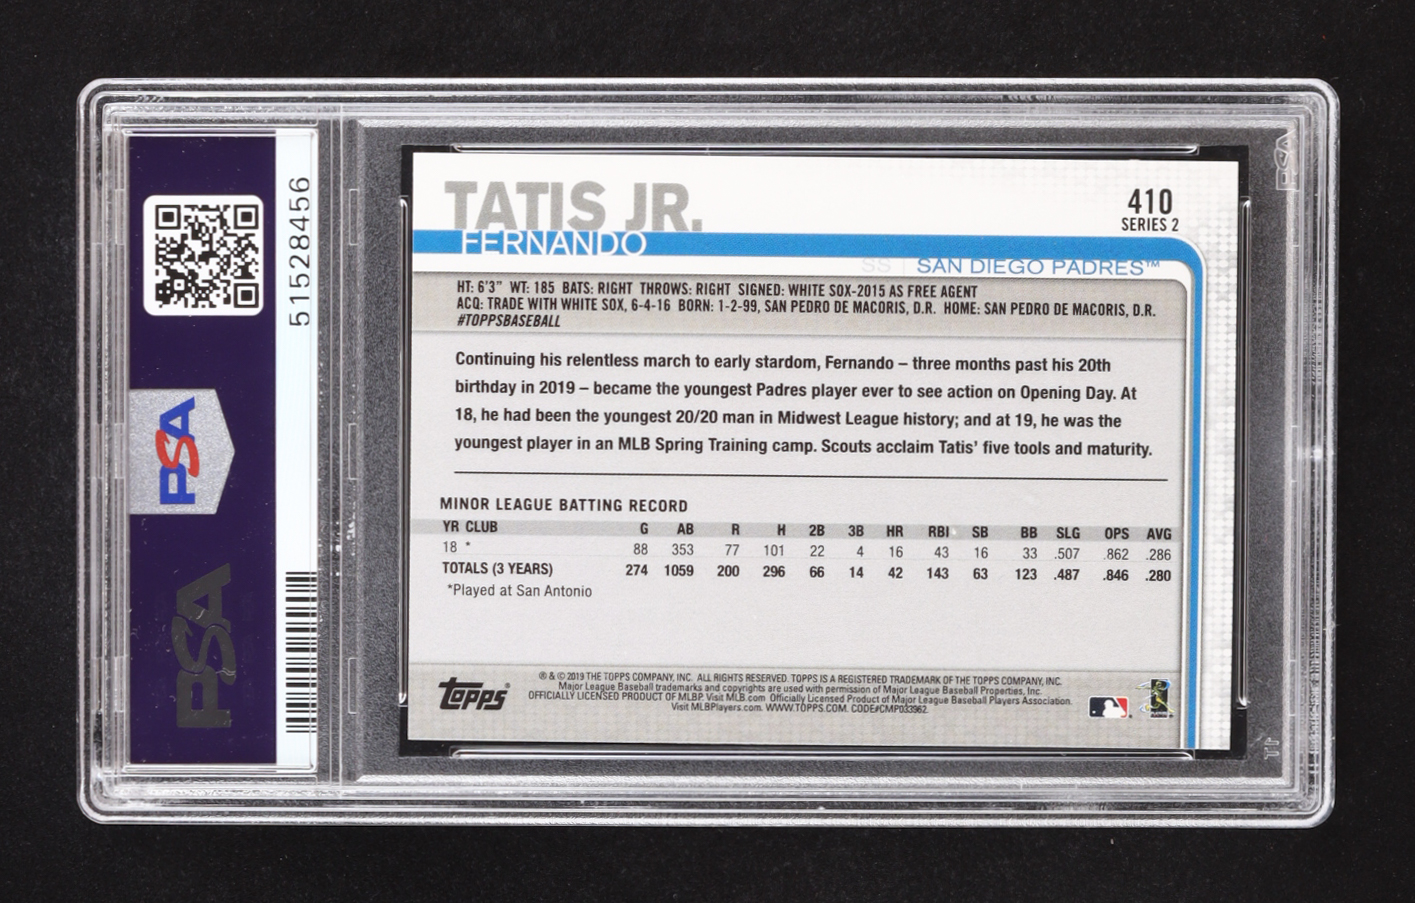 51528456
PSA
PSA
PSA
TATIS JR.
FERNANDO
410
SERIES 2
SS | SAN DIEGO PADRES™
HT: 6'3" WT: 185 BATS: RIGHT THROWS: RIGHT SIGNED: WHITE SOX-2015 AS FREE AGENT
ACQ: TRADE WITH WHITE SOX, 6-4-16 BORN: 1-2-99, SAN PEDRO DE MACORIS, D.R. HOME: SAN PEDRO DE MACORIS, D.R.
#TOPPSBASEBALL
Continuing his relentless march to early stardom, Fernando – three months past his 20th
birthday in 2019 – became the youngest Padres player ever to see action on Opening Day. At
18, he had been the youngest 20/20 man in Midwest League history; and at 19, he was the
youngest player in an MLB Spring Training camp. Scouts acclaim Tatis' five tools and maturity.
MINOR LEAGUE BATTING RECORD
YR CLUB G AB R H 2B 3B HR RBI SB BB SLG OPS AVG
18 * 88 353 77 101 22 4 16 43 16 33 .507 .862 .286
TOTALS (3 YEARS) 274 1059 200 296 66 14 42 143 63 123 .487 .846 .280
*Played at San Antonio
topps®
® & © 2019 THE TOPPS COMPANY, INC. ALL RIGHTS RESERVED. TOPPS IS A REGISTERED TRADEMARK OF THE TOPPS COMPANY, INC.
Major League Baseball trademarks and copyrights are used with permission of Major League Baseball Properties, Inc.
OFFICIALLY LICENSED PRODUCT OF MLBP. Visit MLB.com Officially Licensed Product of Major League Baseball Players Association.
Visit MLBPlayers.com. WWW.TOPPS.COM. CODE#CMP033962.